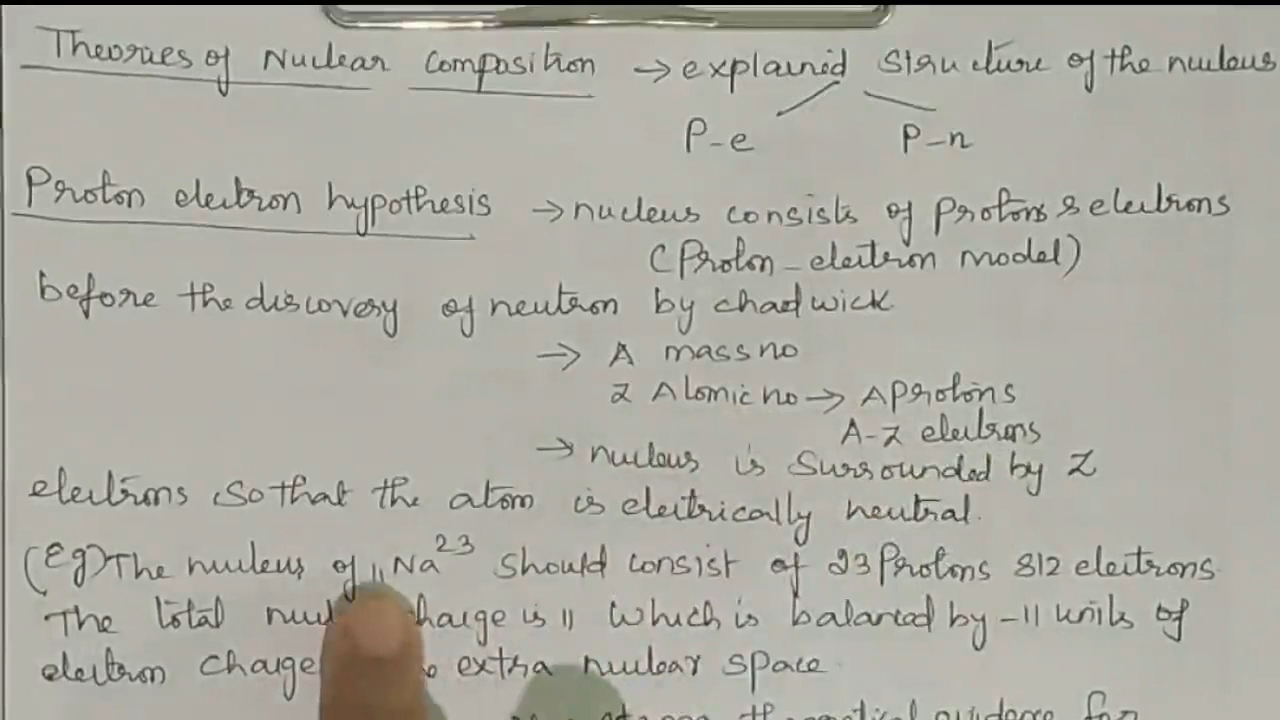 Theories of Nuclear Composition → explained structure of the nucleus
P-e P-n
Proton electron hypothesis → nucleus consists of protons & electrons
(Proton-electron model)
before the discovery of neutron by chadwick
→ A mass no
Z Atomic no → A protons
A-Z electrons
→ nucleus is surrounded by Z
electrons so that the atom is electrically neutral.
(Eg) The nucleus of ₁₁Na²³ should consist of 23 Protons & 12 electrons
The total charge is 11 which is balanced by -11 units of
electron charge extra nuclear space.